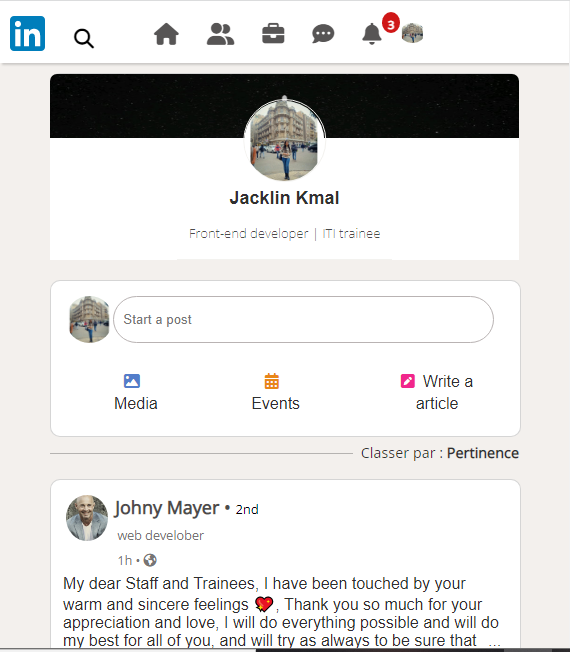 in
3
Jacklin Kmal
Front-end developer | ITI trainee
Start a post
Media
Events
Write a
article
Classer par : Pertinence
Johny Mayer • 2nd
web develober
1h •
My dear Staff and Trainees, I have been touched by your
warm and sincere feelings 💖, Thank you so much for your
appreciation and love, I will do everything possible and will do
my best for all of you, and will try as always to be sure that ...